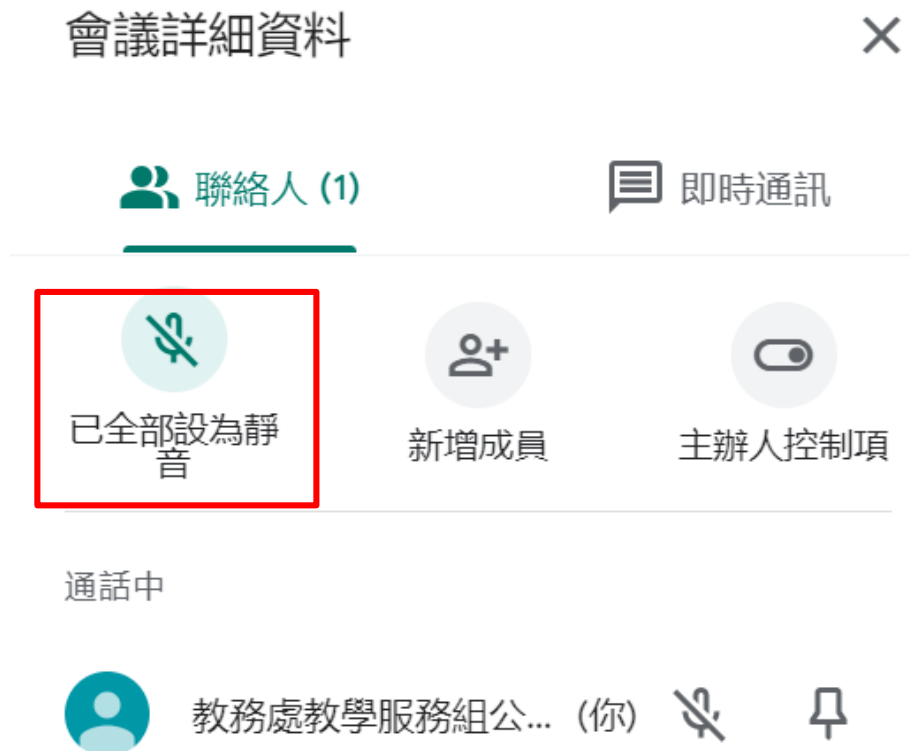 會議詳細資料
聯絡人 (1)
即時通訊
已全部設為靜
音
新增成員
主辦人控制項
通話中
教務處教學服務組公... (你)